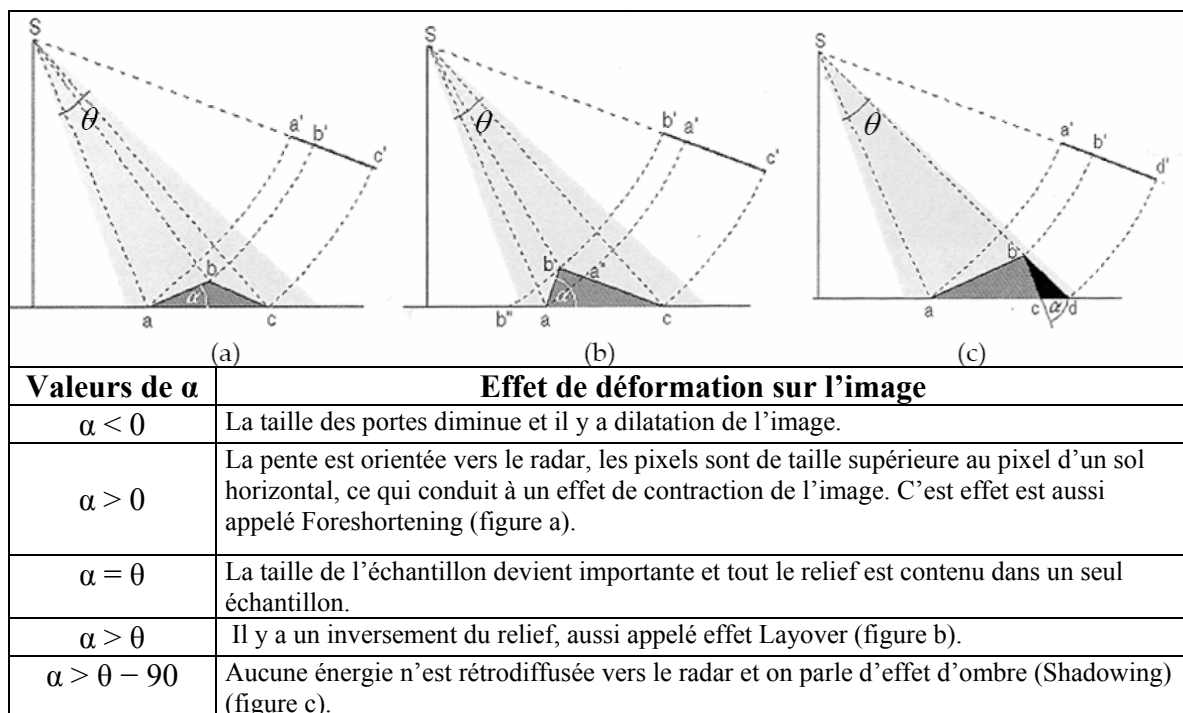 S S S
θ θ θ
a' b' c' b' a' c' a' b' d'
b α a c b a'' α b'' a c b a c α d
(a) (b) (c)
Valeurs de α Effet de déformation sur l’image
α < 0 La taille des portes diminue et il y a dilatation de l’image.
La pente est orientée vers le radar, les pixels sont de taille supérieure au pixel d’un sol
α > 0 horizontal, ce qui conduit à un effet de contraction de l’image. C’est effet est aussi
appelé Foreshortening (figure a).
α = θ La taille de l’échantillon devient importante et tout le relief est contenu dans un seul
échantillon.
α > θ Il y a un inversement du relief, aussi appelé effet Layover (figure b).
α > θ − 90 Aucune énergie n’est rétrodiffusée vers le radar et on parle d’effet d’ombre (Shadowing)
(figure c).